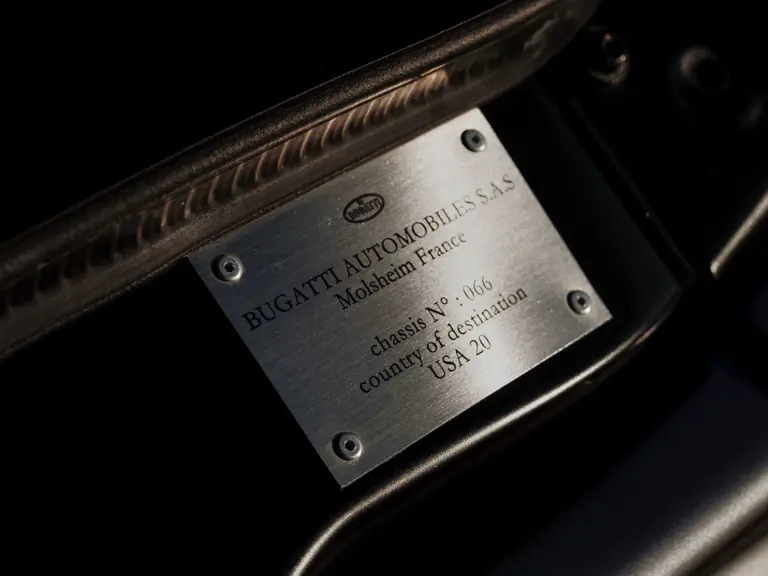 BUGATTI
BUGATTI AUTOMOBILES S.A.S
Molsheim France
chassis N° : 066
country of destination
USA 20